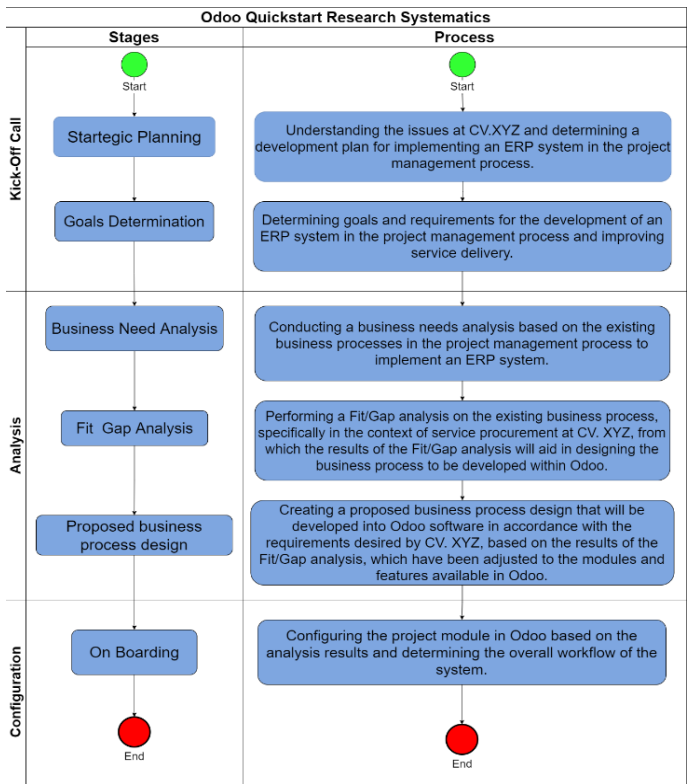 Odoo Quickstart Research Systematics
Stages
Process
Kick-Off Call
Start
Start
Startegic Planning
Understanding the issues at CV.XYZ and determining a
development plan for implementing an ERP system in the project
management process.
Goals Determination
Determining goals and requirements for the development of an
ERP system in the project management process and improving
service delivery.
Analysis
Business Need Analysis
Conducting a business needs analysis based on the existing
business processes in the project management process to
implement an ERP system.
Fit Gap Analysis
Performing a Fit/Gap analysis on the existing business process,
specifically in the context of service procurement at CV. XYZ, from
which the results of the Fit/Gap analysis will aid in designing the
business process to be developed within Odoo.
Proposed business
process design
Creating a proposed business process design that will be
developed into Odoo software in accordance with the
requirements desired by CV. XYZ, based on the results of the
Fit/Gap analysis, which have been adjusted to the modules and
features available in Odoo.
Configuration
On Boarding
Configuring the project module in Odoo based on the
analysis results and determining the overall workflow of the
system.
End
End